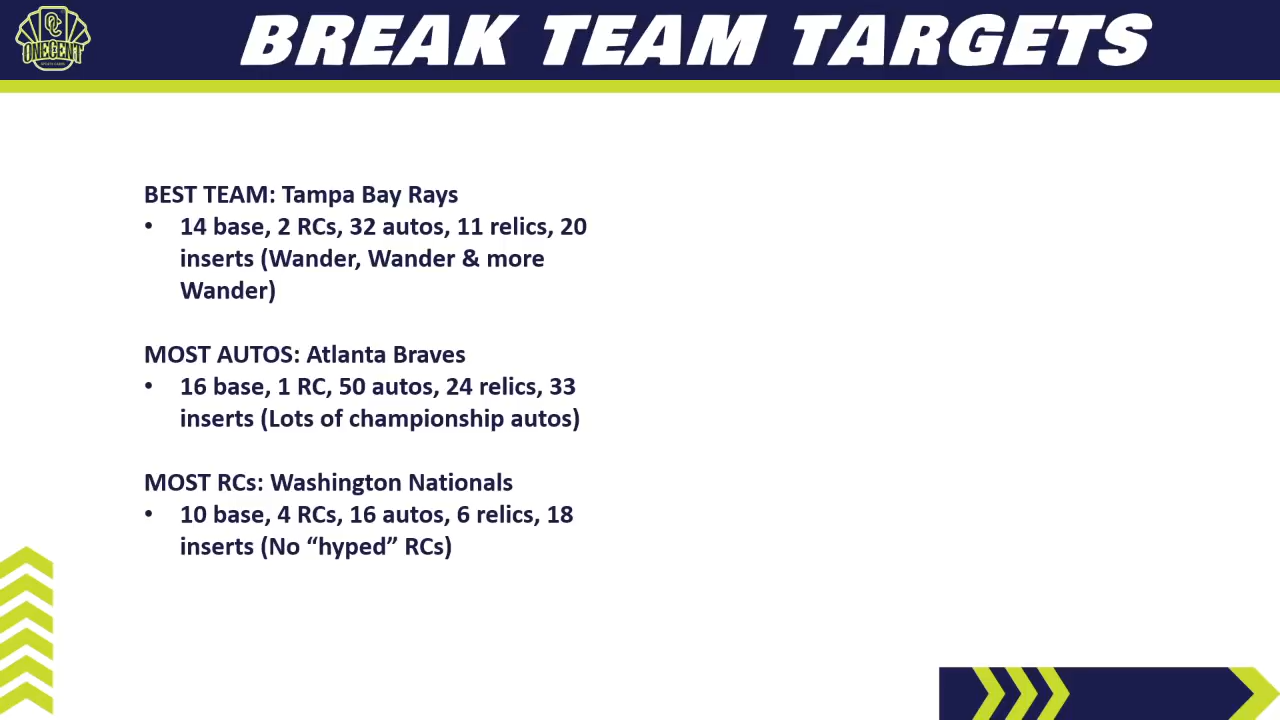 BREAK TEAM TARGETS
ONEGENT
SPORTS CARDS
BEST TEAM: Tampa Bay Rays
• 14 base, 2 RCs, 32 autos, 11 relics, 20
inserts (Wander, Wander & more
Wander)
MOST AUTOS: Atlanta Braves
• 16 base, 1 RC, 50 autos, 24 relics, 33
inserts (Lots of championship autos)
MOST RCs: Washington Nationals
• 10 base, 4 RCs, 16 autos, 6 relics, 18
inserts (No “hyped” RCs)